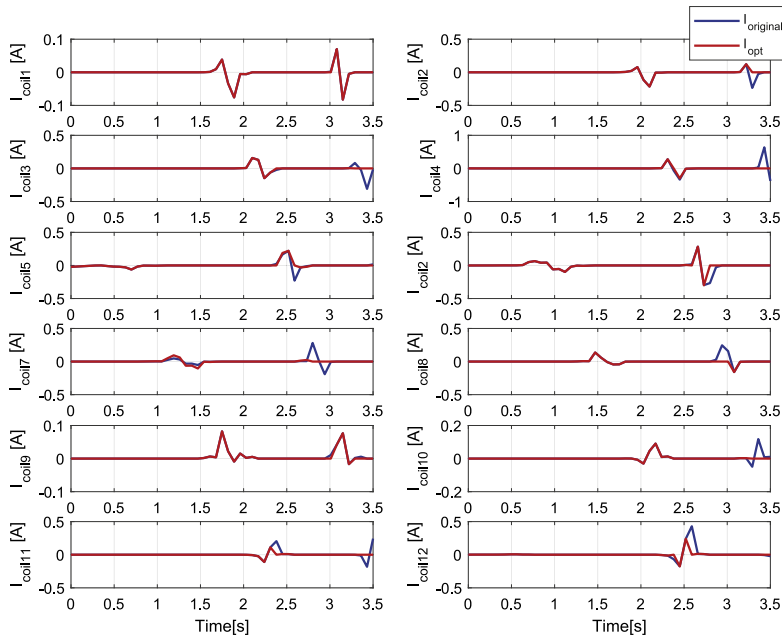 I_original
I_opt
I_coil1 [A]
0.1
0
-0.1
0 0.5 1 1.5 2 2.5 3 3.5
I_coil2 [A]
0.5
0
-0.5
0 0.5 1 1.5 2 2.5 3 3.5
I_coil3 [A]
0.5
0
-0.5
0 0.5 1 1.5 2 2.5 3 3.5
I_coil4 [A]
1
0
-1
0 0.5 1 1.5 2 2.5 3 3.5
I_coil5 [A]
0.5
0
-0.5
0 0.5 1 1.5 2 2.5 3 3.5
I_coil2 [A]
0.5
0
-0.5
0 0.5 1 1.5 2 2.5 3 3.5
I_coil7 [A]
0.5
0
-0.5
0 0.5 1 1.5 2 2.5 3 3.5
I_coil8 [A]
0.5
0
-0.5
0 0.5 1 1.5 2 2.5 3 3.5
I_coil9 [A]
0.1
0
-0.1
0 0.5 1 1.5 2 2.5 3 3.5
I_coil10 [A]
0.2
0
-0.2
0 0.5 1 1.5 2 2.5 3 3.5
I_coil11 [A]
0.5
0
-0.5
0 0.5 1 1.5 2 2.5 3 3.5
Time[s]
I_coil12 [A]
0.5
0
-0.5
0 0.5 1 1.5 2 2.5 3 3.5
Time[s]